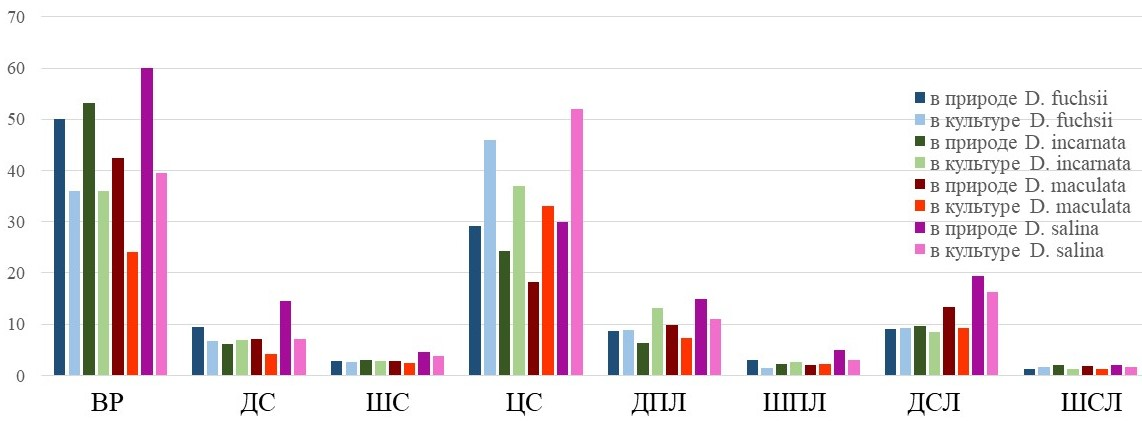 70
60
50
40
30
20
10
0
в природе D. fuchsii
в культуре D. fuchsii
в природе D. incarnata
в культуре D. incarnata
в природе D. maculata
в культуре D. maculata
в природе D. salina
в культуре D. salina
ВР ДС ШС ЦС ДПЛ ШПЛ ДСЛ ШСЛ